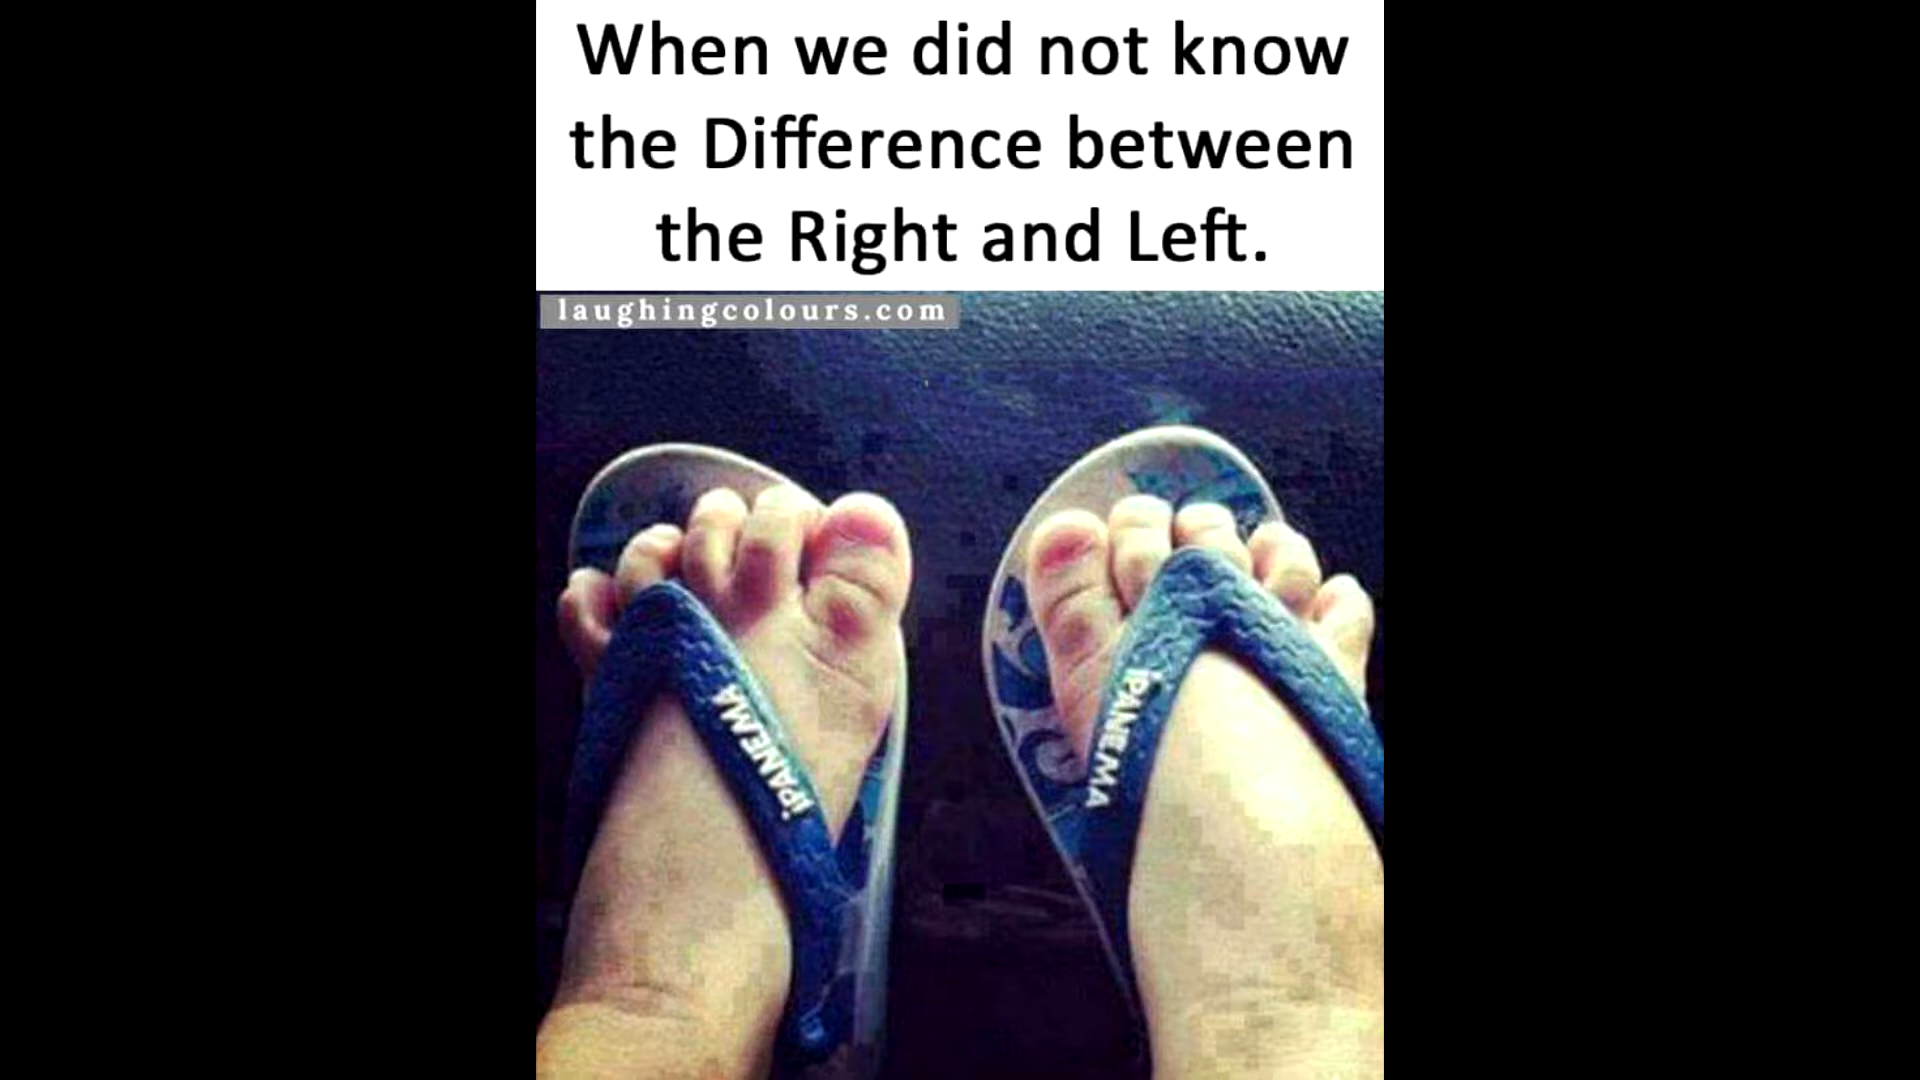 When we did not know
the Difference between
the Right and Left.
laughingcolours.com
iPANEMA
iPANEMA